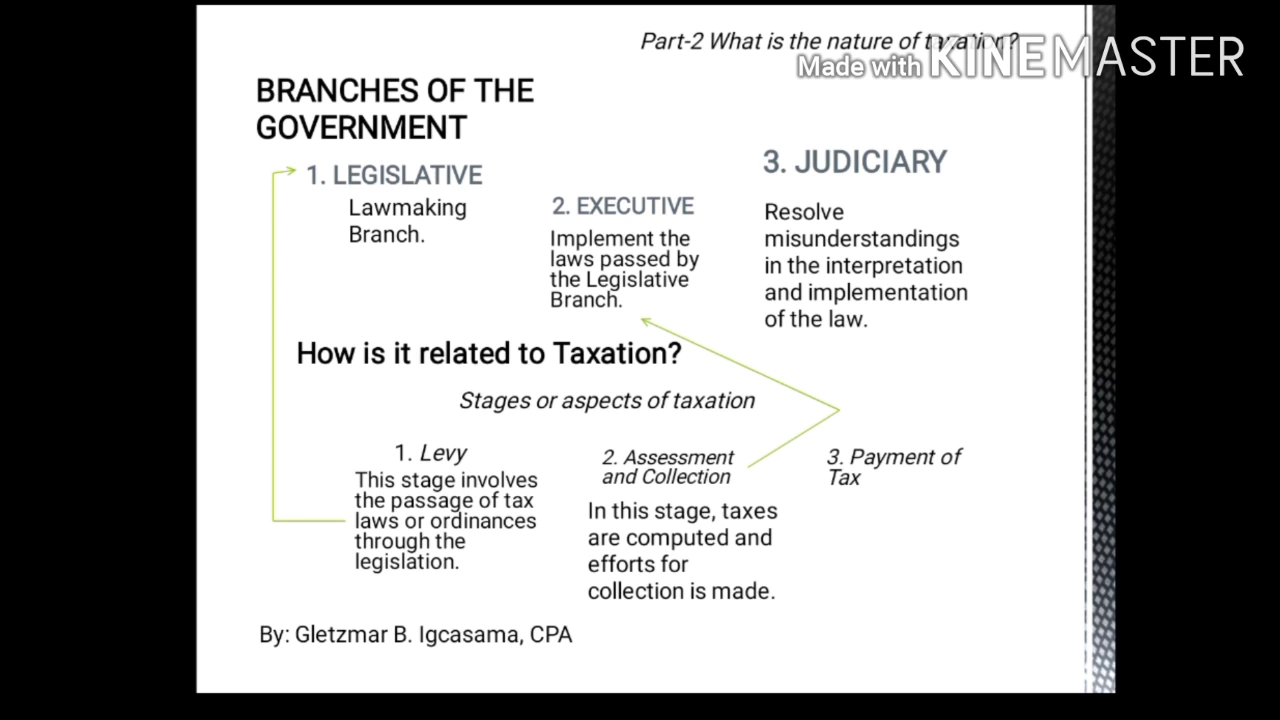 Part-2 What is the nature of taxation?
Made with KINEMASTER
BRANCHES OF THE
GOVERNMENT
1. LEGISLATIVE
Lawmaking
Branch.
2. EXECUTIVE
Implement the
laws passed by
the Legislative
Branch.
3. JUDICIARY
Resolve
misunderstandings
in the interpretation
and implementation
of the law.
How is it related to Taxation?
Stages or aspects of taxation
1. Levy
This stage involves
the passage of tax
laws or ordinances
through the
legislation.
2. Assessment
and Collection
In this stage, taxes
are computed and
efforts for
collection is made.
3. Payment of
Tax
By: Gletzmar B. Igcasama, CPA